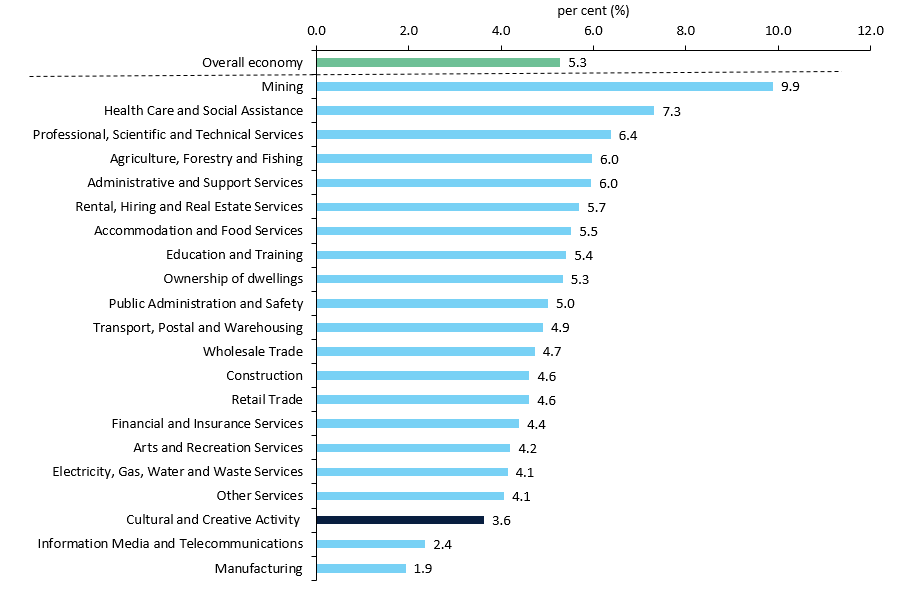 per cent (%)
0.0 2.0 4.0 6.0 8.0 10.0 12.0
Overall economy 5.3
Mining 9.9
Health Care and Social Assistance 7.3
Professional, Scientific and Technical Services 6.4
Agriculture, Forestry and Fishing 6.0
Administrative and Support Services 6.0
Rental, Hiring and Real Estate Services 5.7
Accommodation and Food Services 5.5
Education and Training 5.4
Ownership of dwellings 5.3
Public Administration and Safety 5.0
Transport, Postal and Warehousing 4.9
Wholesale Trade 4.7
Construction 4.6
Retail Trade 4.6
Financial and Insurance Services 4.4
Arts and Recreation Services 4.2
Electricity, Gas, Water and Waste Services 4.1
Other Services 4.1
Cultural and Creative Activity 3.6
Information Media and Telecommunications 2.4
Manufacturing 1.9